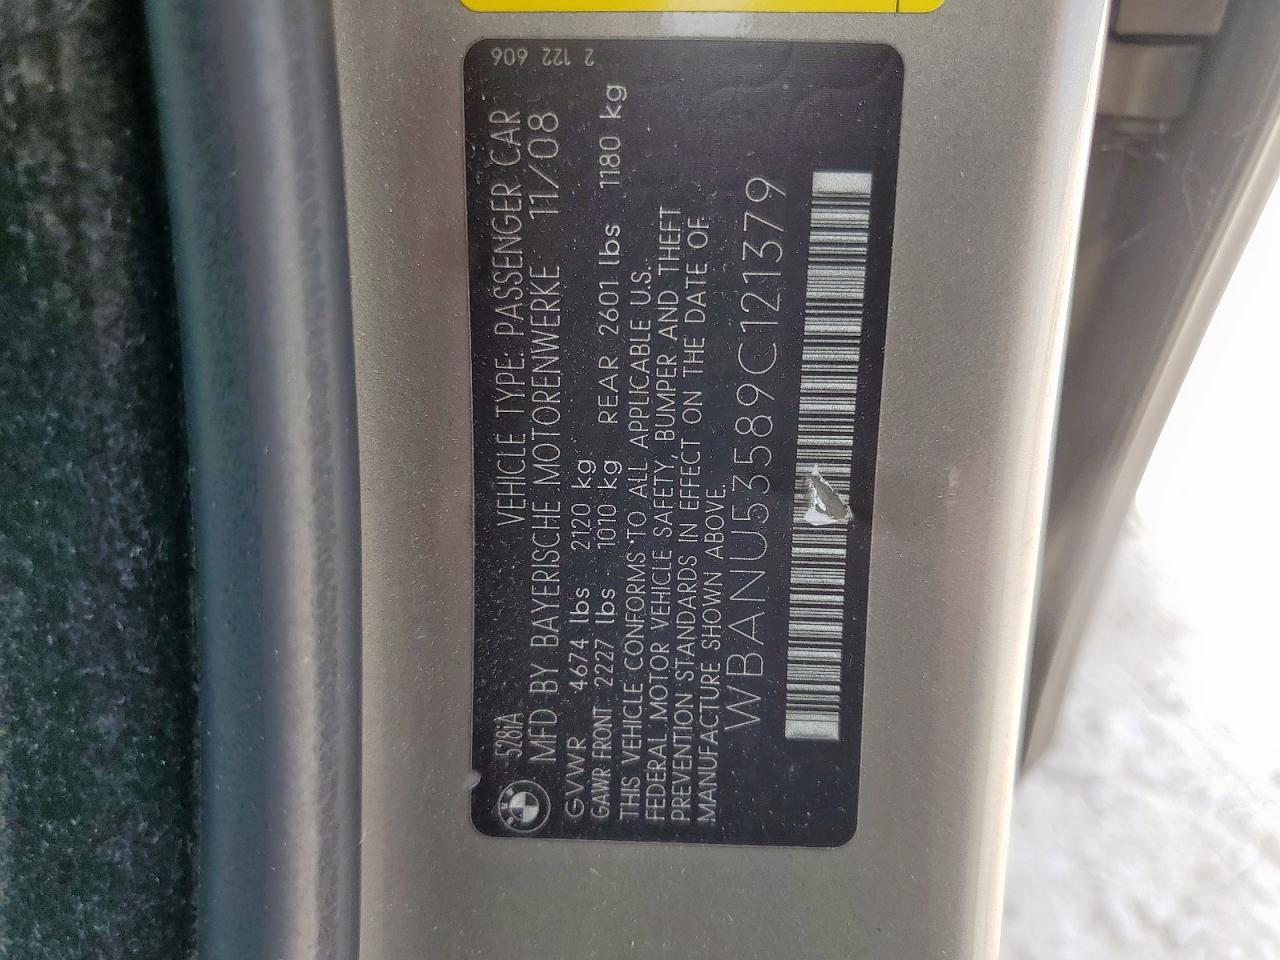 2 122 606
528iA VEHICLE TYPE: PASSENGER CAR
MFD BY BAYERISCHE MOTORENWERKE 11/08
GVWR 4674 lbs 2120 kg
GAWR FRONT 2227 lbs 1010 kg REAR 2601 lbs 1180 kg
THIS VEHICLE CONFORMS TO ALL APPLICABLE U.S.
FEDERAL MOTOR VEHICLE SAFETY, BUMPER AND THEFT
PREVENTION STANDARDS IN EFFECT ON THE DATE OF
MANUFACTURE SHOWN ABOVE.
WBANU53589C121379